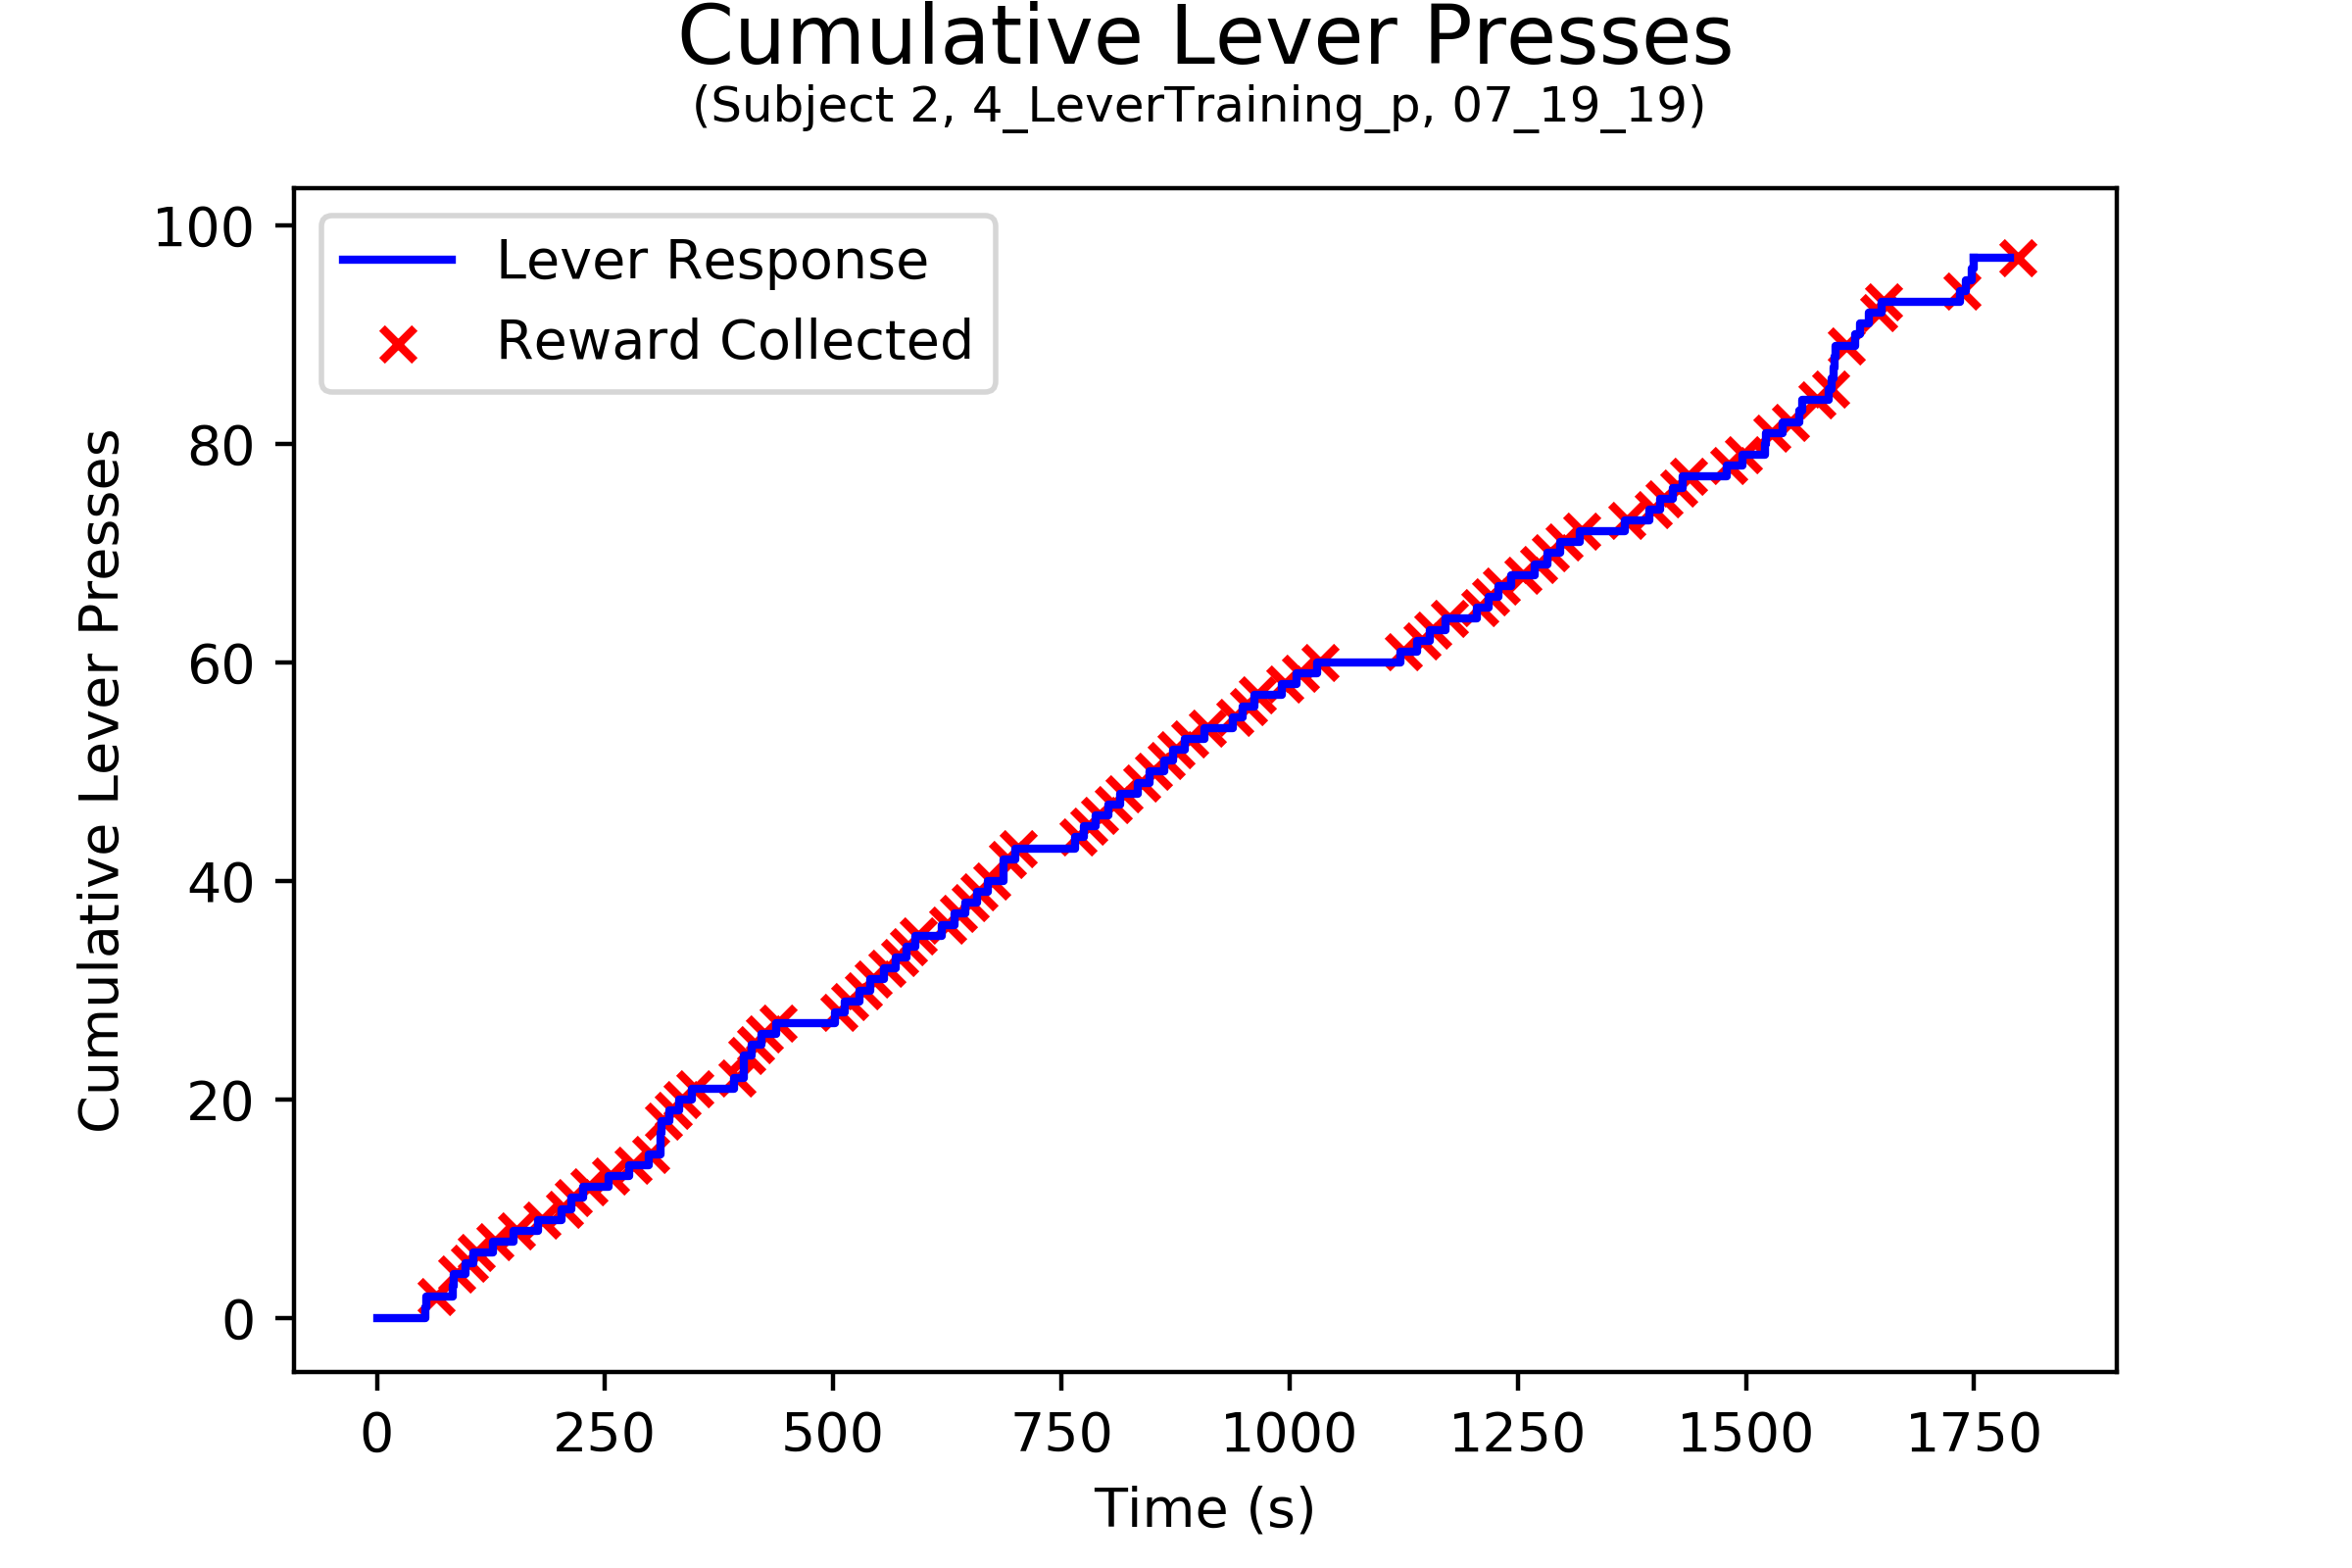 Cumulative Lever Presses
(Subject 2, 4_LeverTraining_p, 07_19_19)
Lever Response
Reward Collected
Cumulative Lever Presses
100
80
60
40
20
0
0 250 500 750 1000 1250 1500 1750
Time (s)